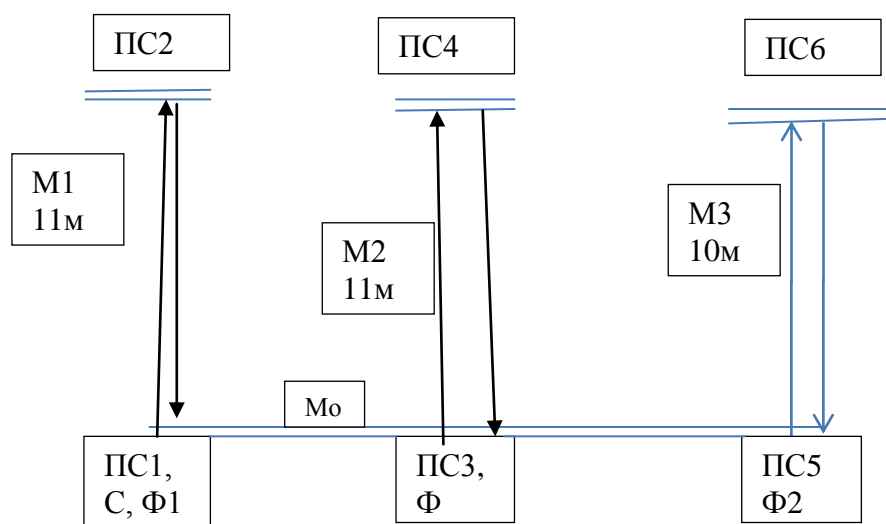 ПС2
ПС4
ПС6
М1
11м
М2
11м
М3
10м
Мо
ПС1,
С, Ф1
ПС3,
Ф
ПС5
Ф2